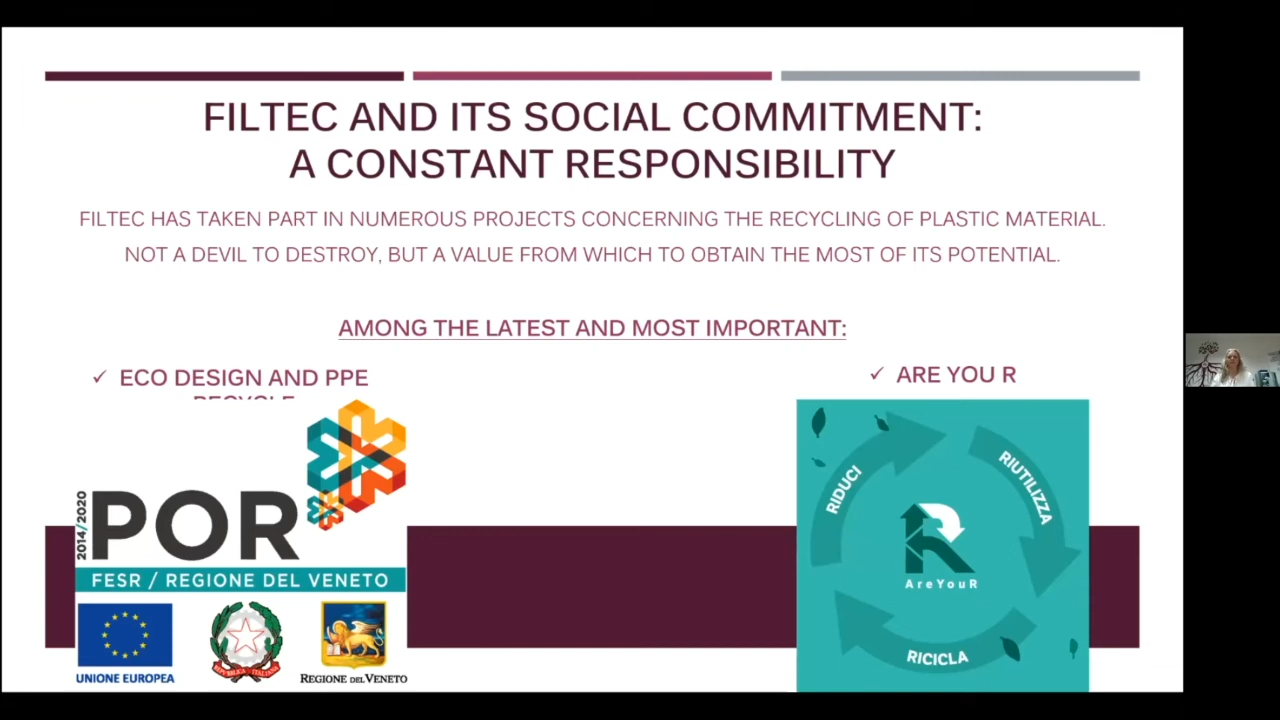 FILTEC AND ITS SOCIAL COMMITMENT:
A CONSTANT RESPONSIBILITY
FILTEC HAS TAKEN PART IN NUMEROUS PROJECTS CONCERNING THE RECYCLING OF PLASTIC MATERIAL.
NOT A DEVIL TO DESTROY, BUT A VALUE FROM WHICH TO OBTAIN THE MOST OF ITS POTENTIAL.
AMONG THE LATEST AND MOST IMPORTANT:
✓ ECO DESIGN AND PPE
RECYCLE
2014/2020
POR
FESR / REGIONE DEL VENETO
UNIONE EUROPEA
REPVBBLICA ITALIANA
REGIONE DEL VENETO
✓ ARE YOU R
RIDUCI
RIUTILIZZA
AreYouR
RICICLA